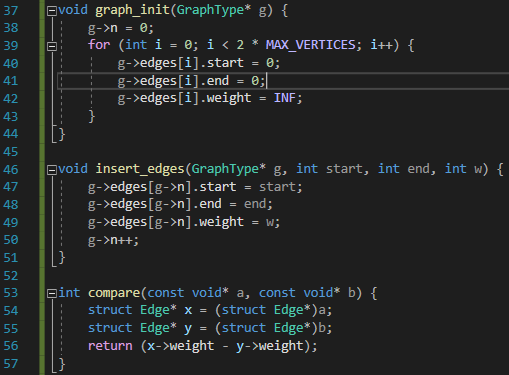 37 void graph_init(GraphType* g) {
38     g->n = 0;
39     for (int i = 0; i < 2 * MAX_VERTICES; i++) {
40         g->edges[i].start = 0;
41         g->edges[i].end = 0;
42         g->edges[i].weight = INF;
43     }
44 }
45
46 void insert_edges(GraphType* g, int start, int end, int w) {
47     g->edges[g->n].start = start;
48     g->edges[g->n].end = end;
49     g->edges[g->n].weight = w;
50     g->n++;
51 }
52
53 int compare(const void* a, const void* b) {
54     struct Edge* x = (struct Edge*)a;
55     struct Edge* y = (struct Edge*)b;
56     return (x->weight - y->weight);
57 }